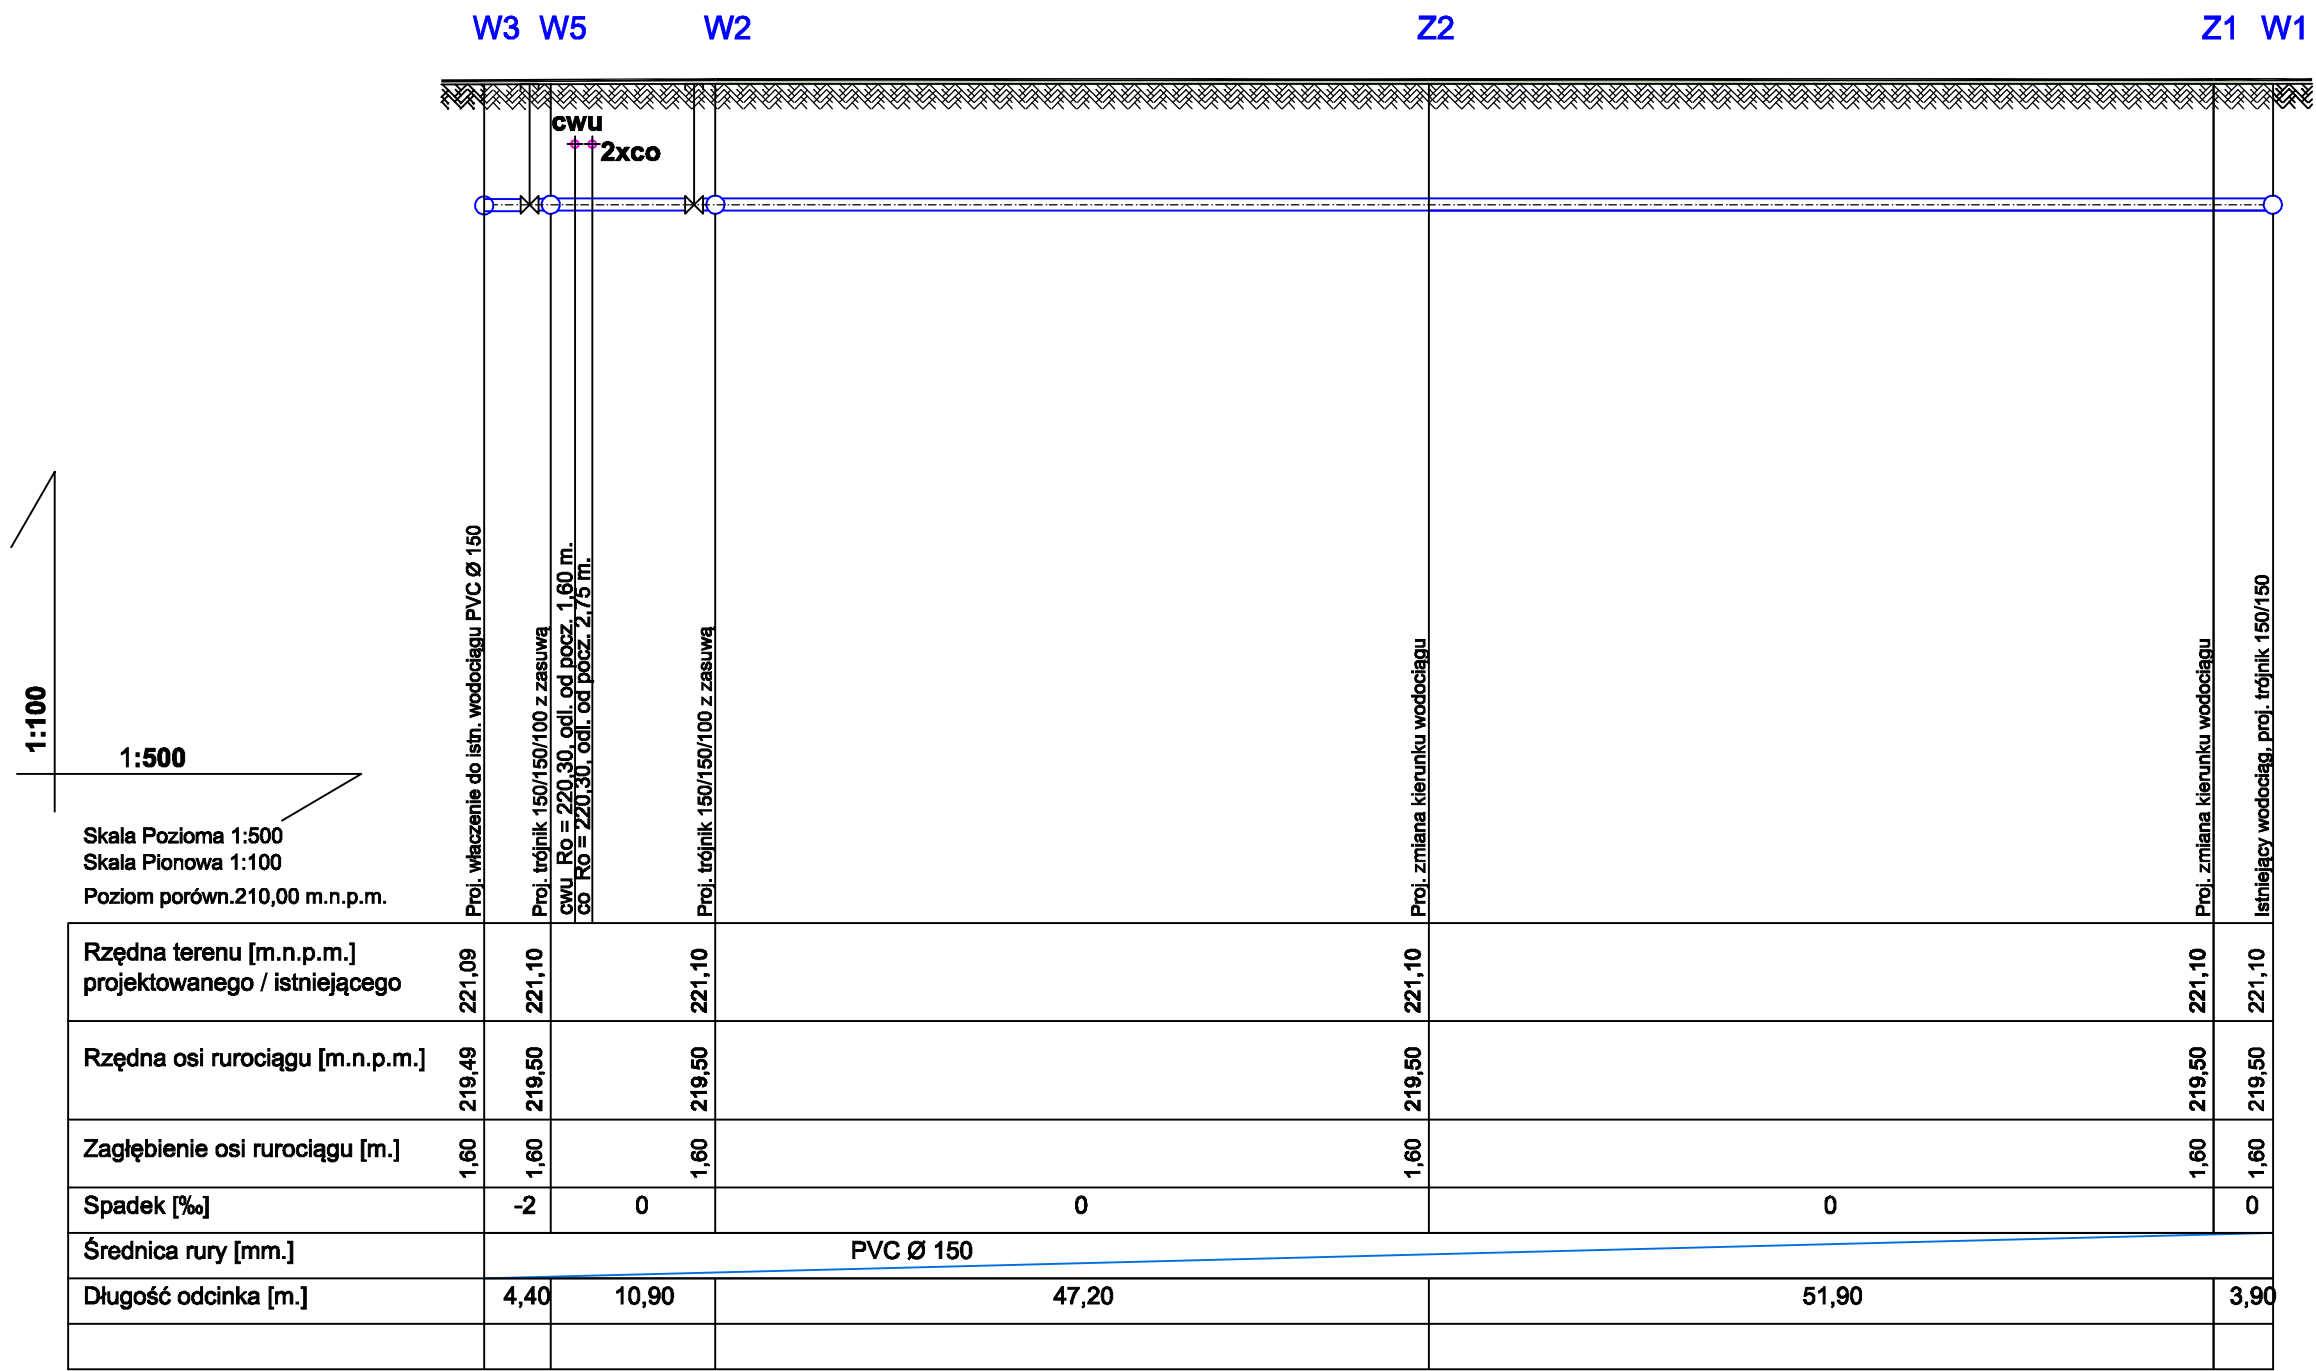 W3 W5 W2 Z2 Z1 W1
cwu
2xco
1:100
1:500
Skala Pozioma 1:500
Skala Pionowa 1:100
Poziom porówn.210,00 m.n.p.m.
Proj. właczenie do istn. wodociągu PVC Ø 150
Proj. trójnik 150/150/100 z zasuwą
cwu Ro = 220,30, odl. od pocz. 1,60 m.
co Ro = 220,30, odl. od pocz. 2,75 m.
Proj. trójnik 150/150/100 z zasuwą
Proj. zmiana kierunku wodociągu
Proj. zmiana kierunku wodociągu
Istniejący wodociąg, proj. trójnik 150/150
Rzędna terenu [m.n.p.m.]
projektowanego / istniejącego
221,09 221,10 221,10 221,10 221,10 221,10
Rzędna osi rurociągu [m.n.p.m.]
219,49 219,50 219,50 219,50 219,50 219,50
Zagłębienie osi rurociągu [m.]
1,60 1,60 1,60 1,60 1,60 1,60
Spadek [‰] -2 0 0 0 0
Średnica rury [mm.] PVC Ø 150
Długość odcinka [m.] 4,40 10,90 47,20 51,90 3,90